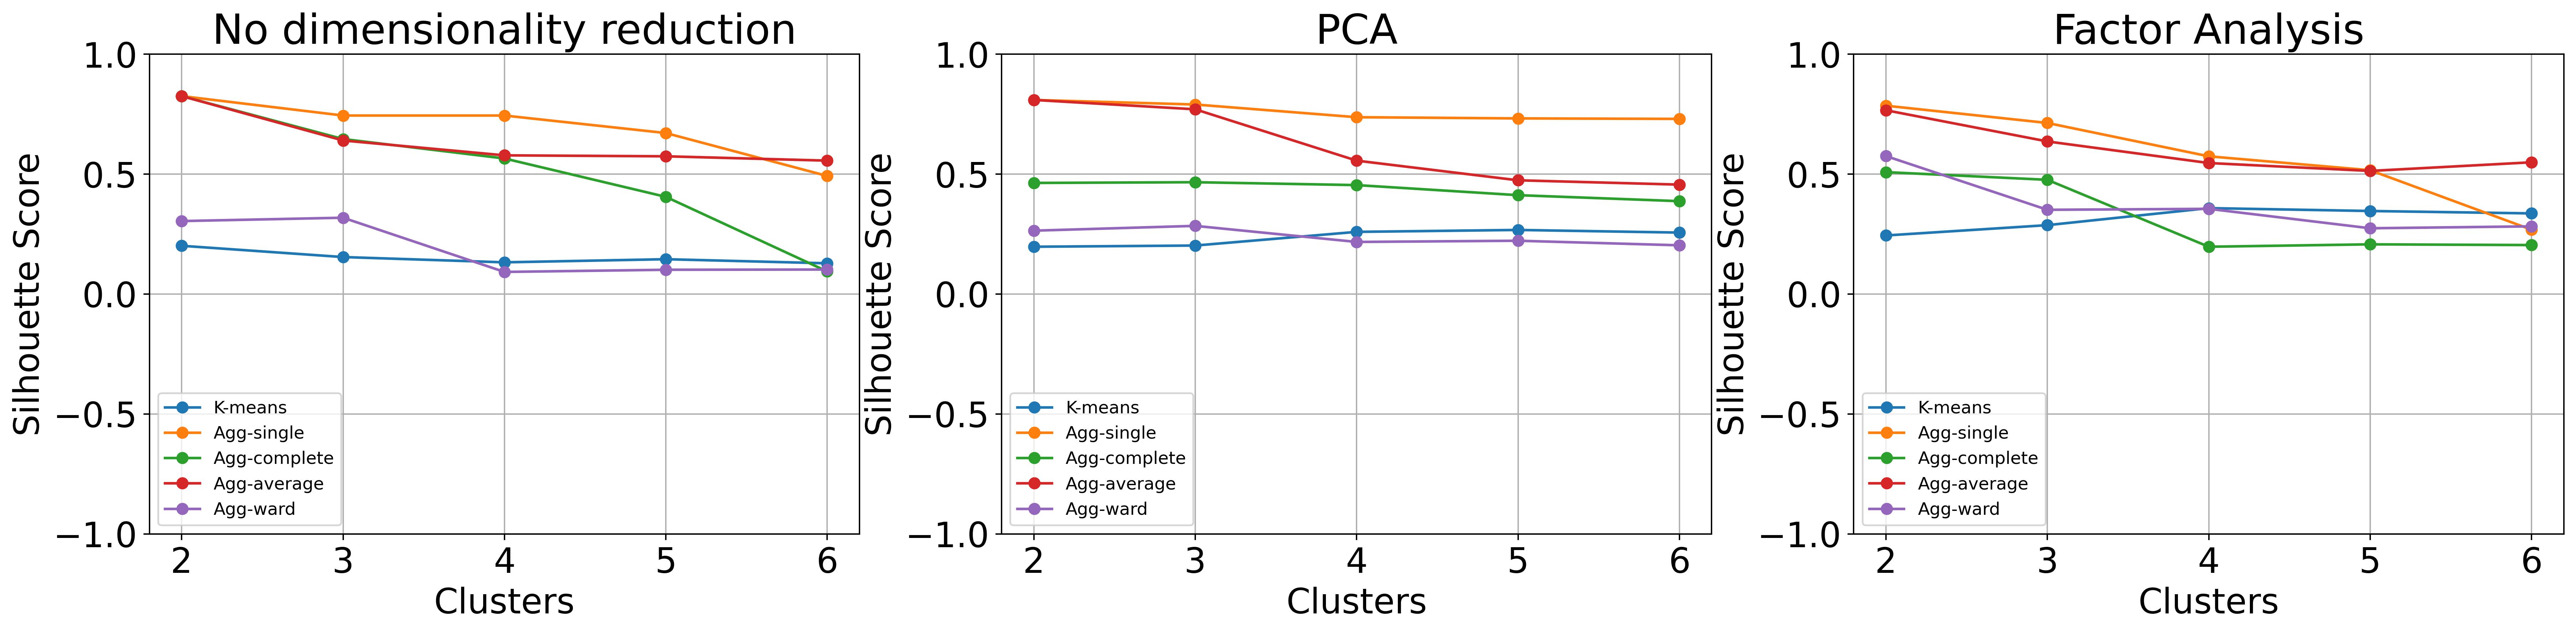 No dimensionality reduction
Silhouette Score
1.0
0.5
0.0
−0.5
−1.0
K-means
Agg-single
Agg-complete
Agg-average
Agg-ward
2 3 4 5 6
Clusters
PCA
Silhouette Score
1.0
0.5
0.0
−0.5
−1.0
K-means
Agg-single
Agg-complete
Agg-average
Agg-ward
2 3 4 5 6
Clusters
Factor Analysis
Silhouette Score
1.0
0.5
0.0
−0.5
−1.0
K-means
Agg-single
Agg-complete
Agg-average
Agg-ward
2 3 4 5 6
Clusters